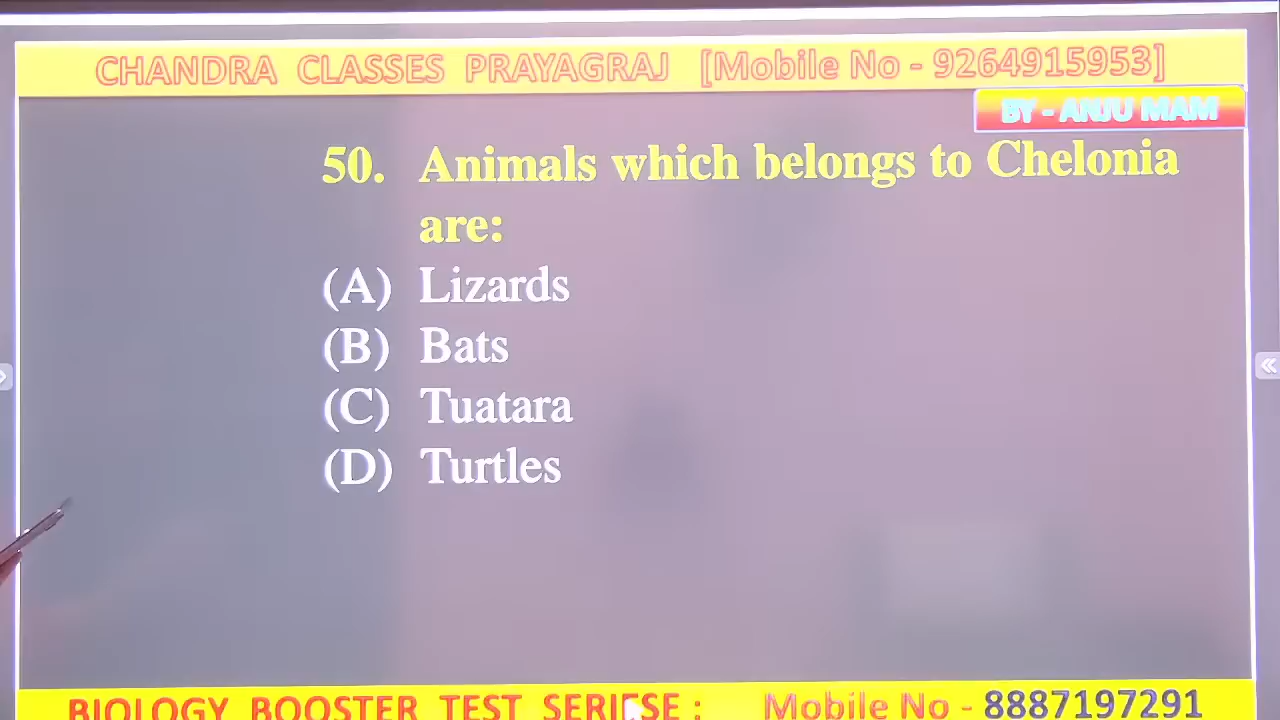 CHANDRA CLASSES PRAYAGRAJ [Mobile No - 9264915953]
BY - ANJU MAM
50. Animals which belongs to Chelonia
are:
(A) Lizards
(B) Bats
(C) Tuatara
(D) Turtles
BIOLOGY BOOSTER TEST SERIESE : Mobile No - 8887197291